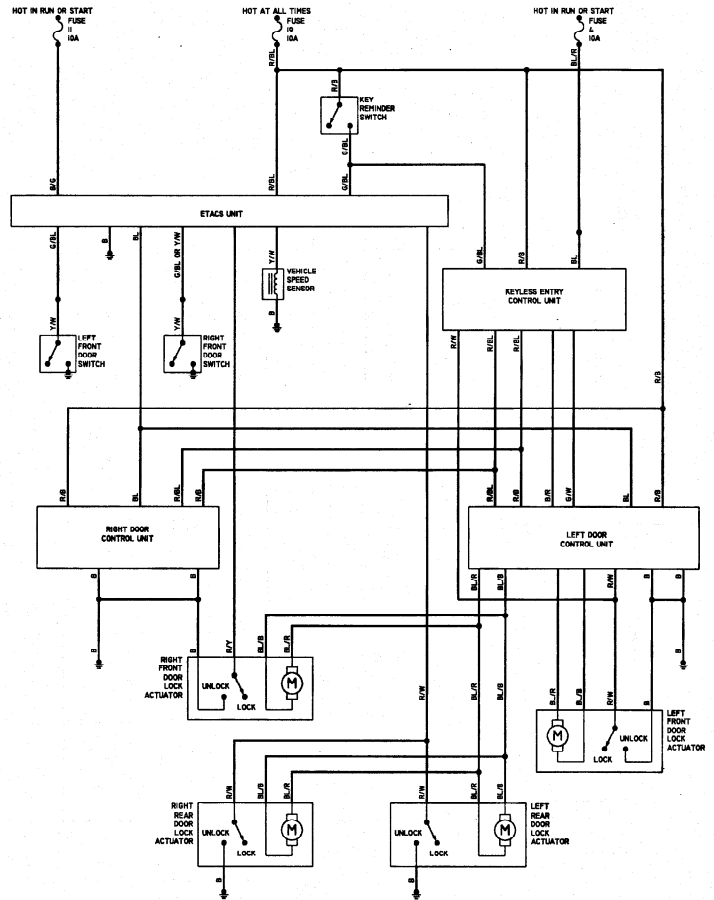 HOT IN RUN OR START
FUSE
11
10A
HOT AT ALL TIMES
FUSE
10
10A
HOT IN RUN OR START
FUSE
4
10A
R/BL
BL/R
R/B
KEY
REMINDER
SWITCH
G/BL
B/G
R/BL
G/BL
ETACS UNIT
G/BL
B
BL
G/BL OR Y/W
Y/W
G/BL
R/B
BL
VEHICLE
SPEED
SENSOR
B
KEYLESS ENTRY
CONTROL UNIT
Y/W
LEFT
FRONT
DOOR
SWITCH
Y/W
RIGHT
FRONT
DOOR
SWITCH
R/W
R/BL
R/BL
R/B
R/B
BL
R/BL
R/B
R/BL
R/B
B/R
G/W
BL
R/B
RIGHT DOOR
CONTROL UNIT
LEFT DOOR
CONTROL UNIT
B
B
BL/R
BL/B
R/W
B
B
B
B
R/Y
BL/B
BL/R
B
RIGHT
FRONT
DOOR
LOCK
ACTUATOR
UNLOCK
LOCK
M
R/W
BL/R
BL/B
BL/R
BL/B
R/W
B
LEFT
FRONT
DOOR
LOCK
ACTUATOR
M
UNLOCK
LOCK
R/W
BL/B
BL/R
R/W
BL/R
BL/B
RIGHT
REAR
DOOR
LOCK
ACTUATOR
UNLOCK
LOCK
M
LEFT
REAR
DOOR
LOCK
ACTUATOR
UNLOCK
LOCK
M
B
B